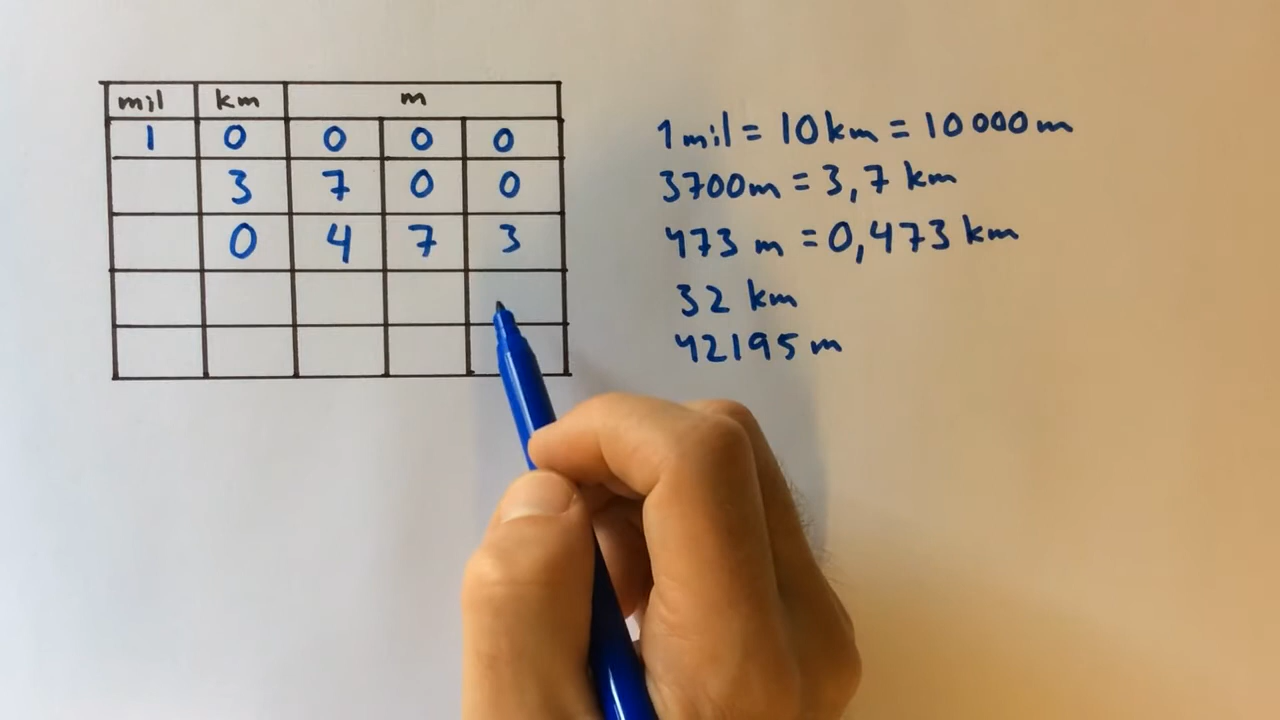 mil km m
1 0 0 0 0
3 7 0 0
0 4 7 3
1 mil = 10 km = 10 000 m
3700 m = 3,7 km
473 m = 0,473 km
32 km
42195 m